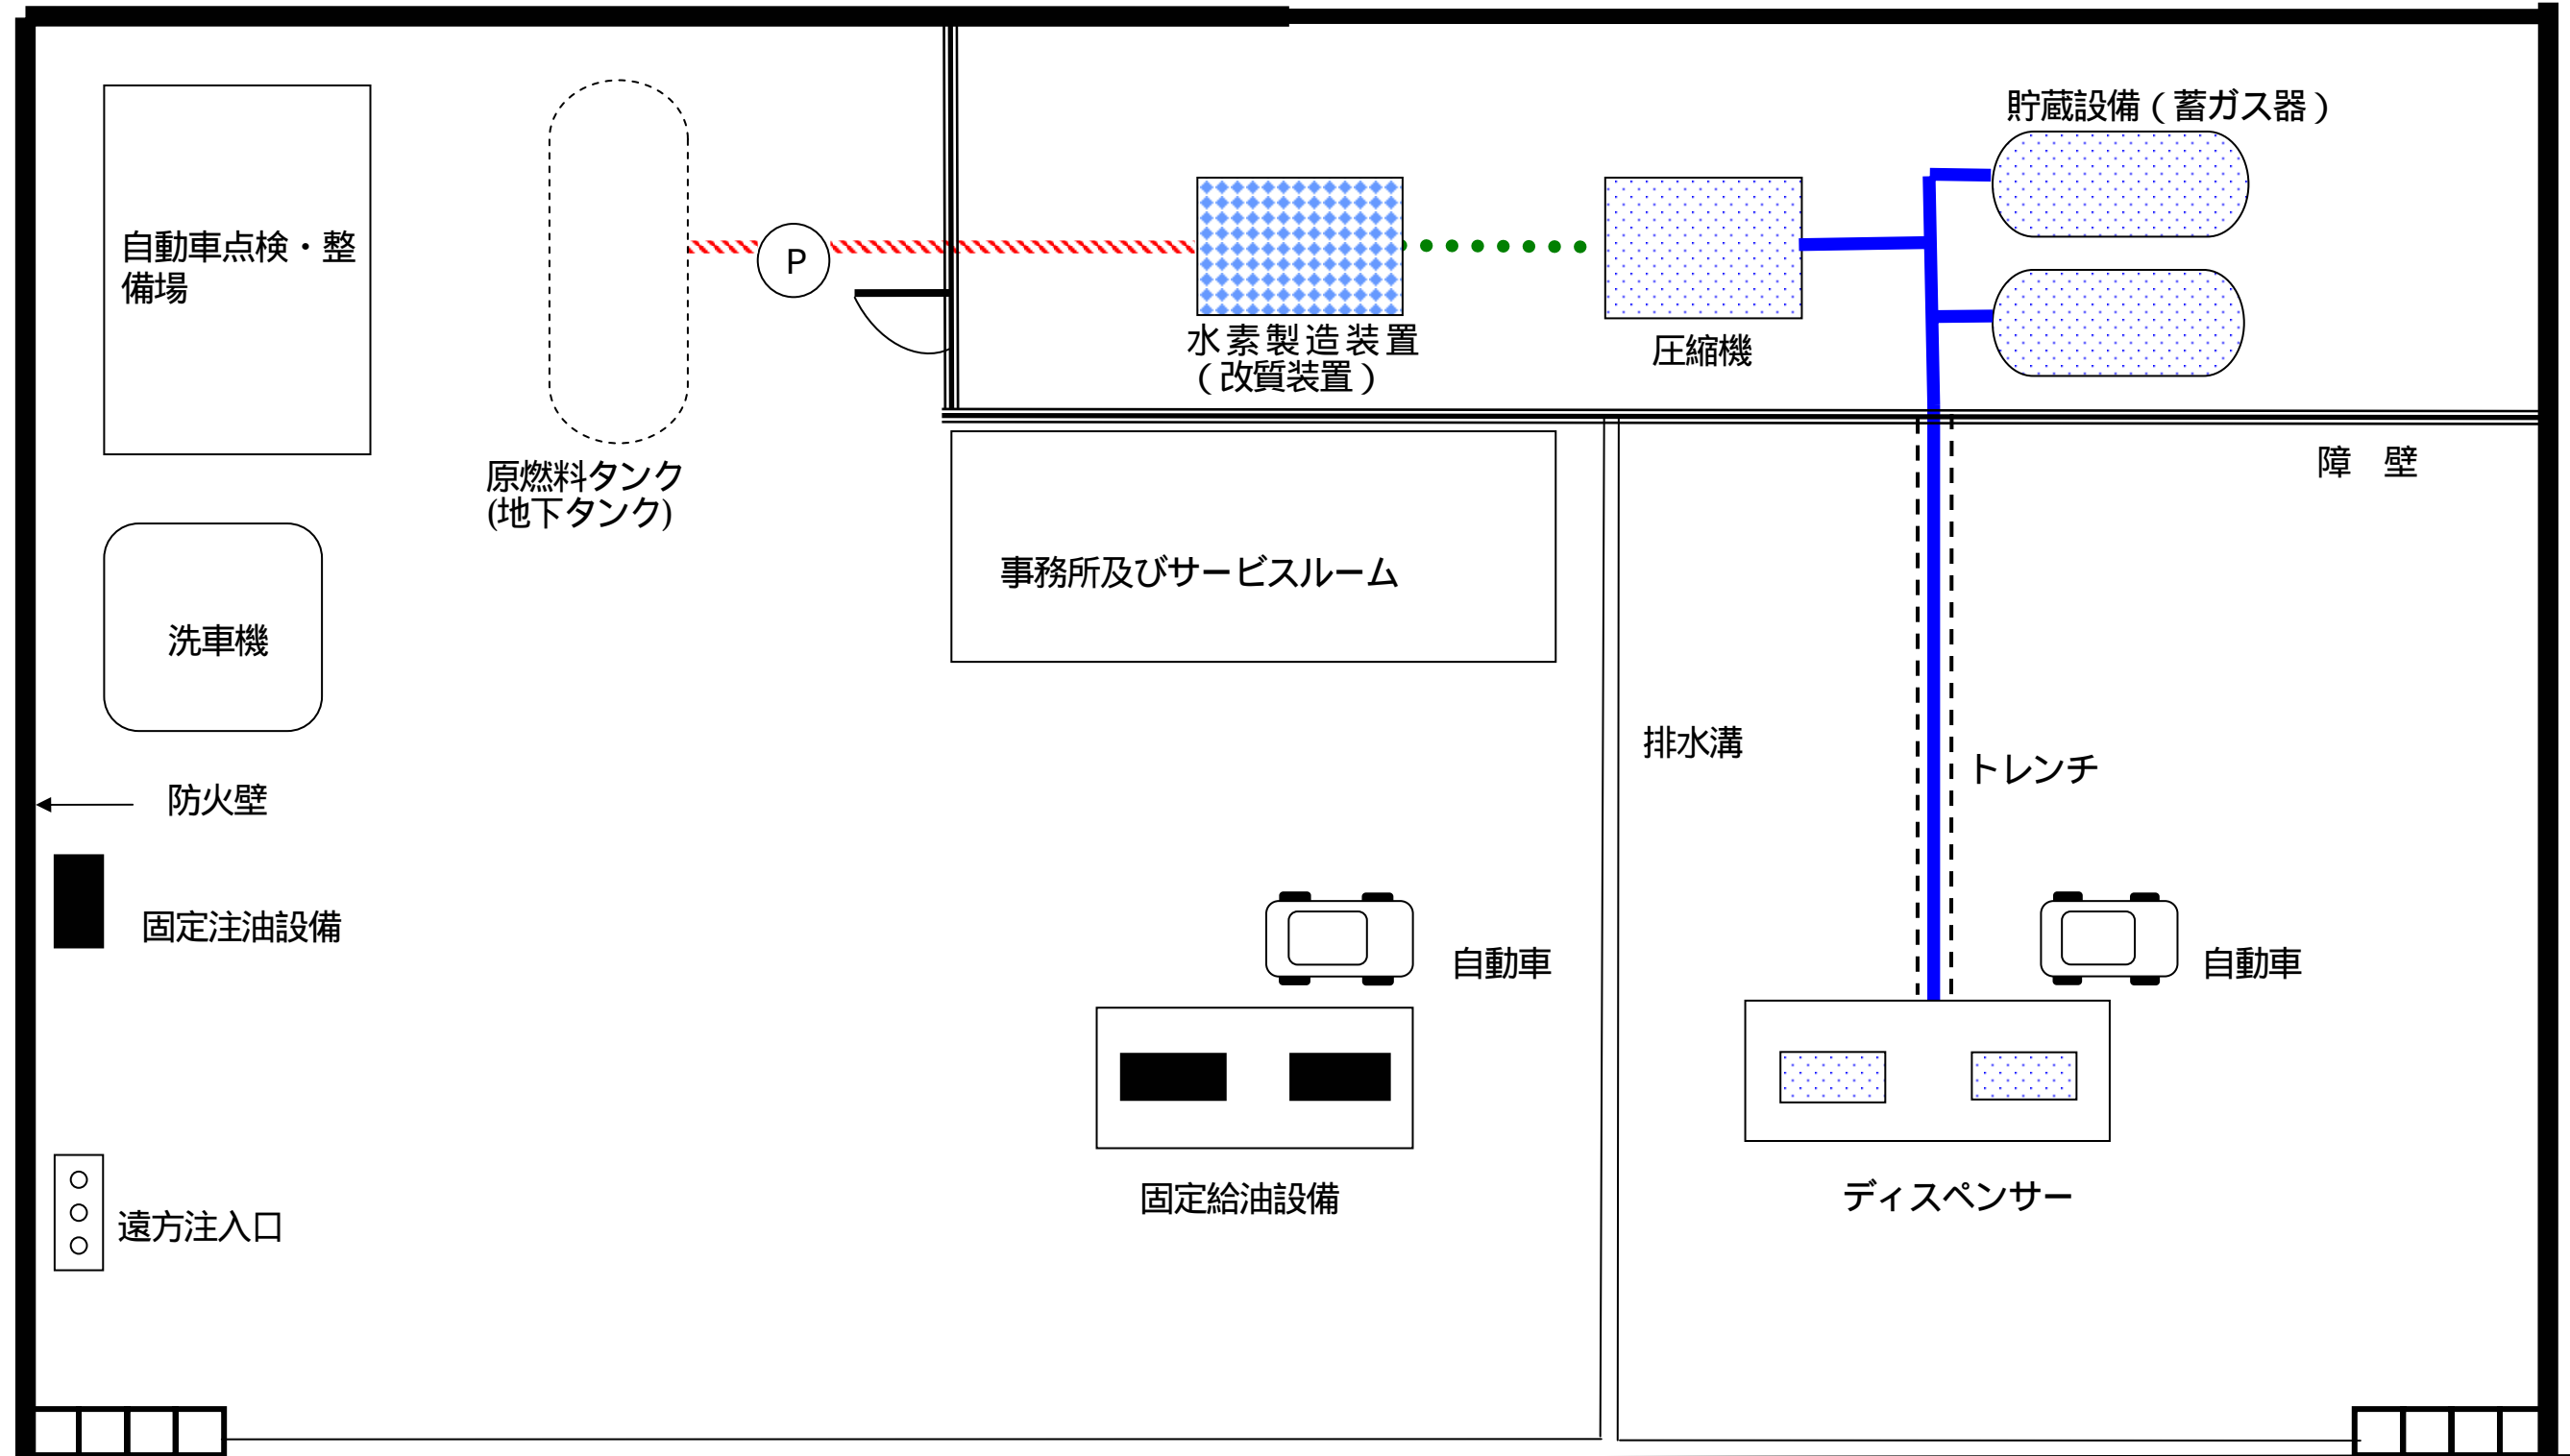 貯蔵設備（蓄ガス器）
自動車点検・整
備場
P
水素製造装置
（改質装置）
圧縮機
原燃料タンク
(地下タンク)
障　壁
事務所及びサービスルーム
洗車機
排水溝
トレンチ
防火壁
固定注油設備
自動車
自動車
固定給油設備
ディスペンサー
遠方注入口